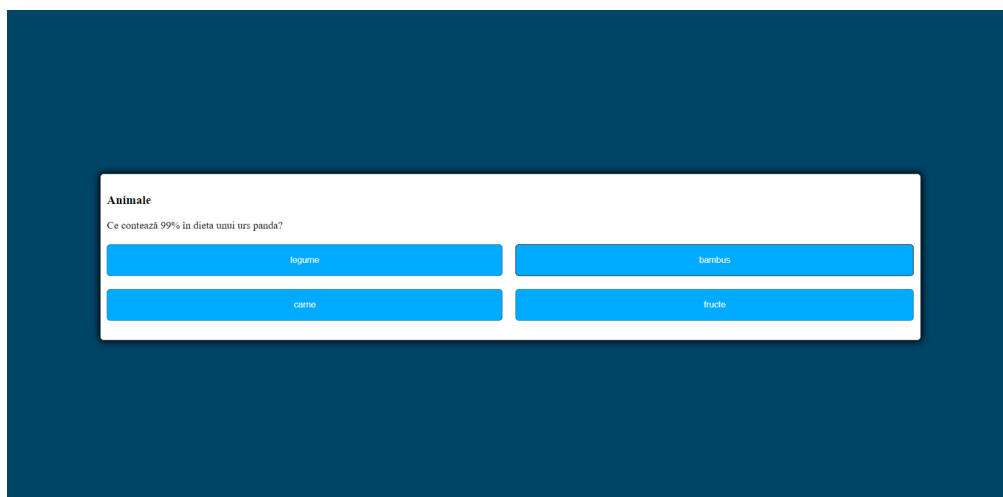 Animale
Ce contează 99% în dieta unui urs panda?
legume
bambus
carne
fructe